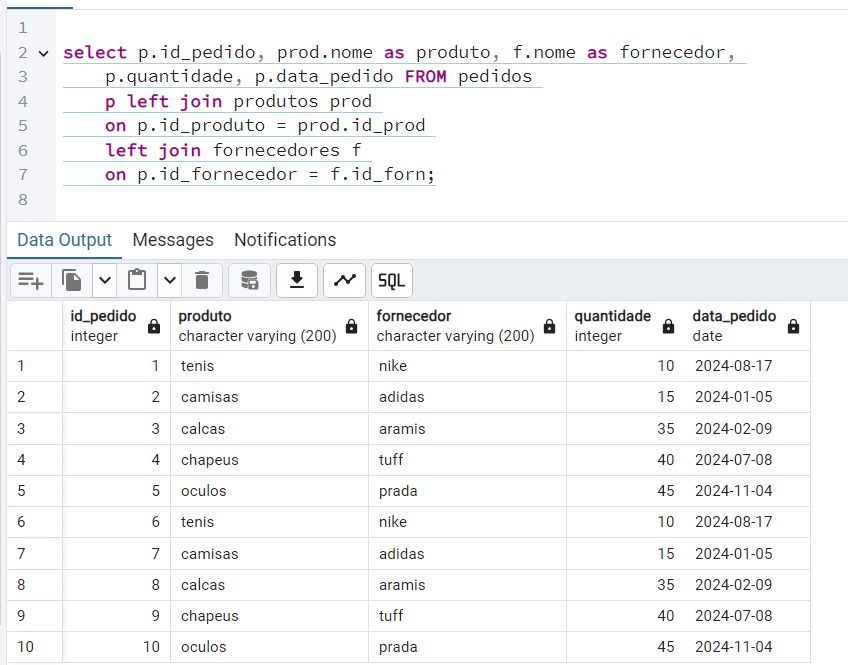 1
2 select p.id_pedido, prod.nome as produto, f.nome as fornecedor,
3 p.quantidade, p.data_pedido FROM pedidos
4 p left join produtos prod
5 on p.id_produto = prod.id_prod
6 left join fornecedores f
7 on p.id_fornecedor = f.id_forn;
8
Data Output Messages Notifications
SQL
id_pedido produto fornecedor quantidade data_pedido
integer character varying (200) character varying (200) integer date
1 1 tenis nike 10 2024-08-17
2 2 camisas adidas 15 2024-01-05
3 3 calcas aramis 35 2024-02-09
4 4 chapeus tuff 40 2024-07-08
5 5 oculos prada 45 2024-11-04
6 6 tenis nike 10 2024-08-17
7 7 camisas adidas 15 2024-01-05
8 8 calcas aramis 35 2024-02-09
9 9 chapeus tuff 40 2024-07-08
10 10 oculos prada 45 2024-11-04